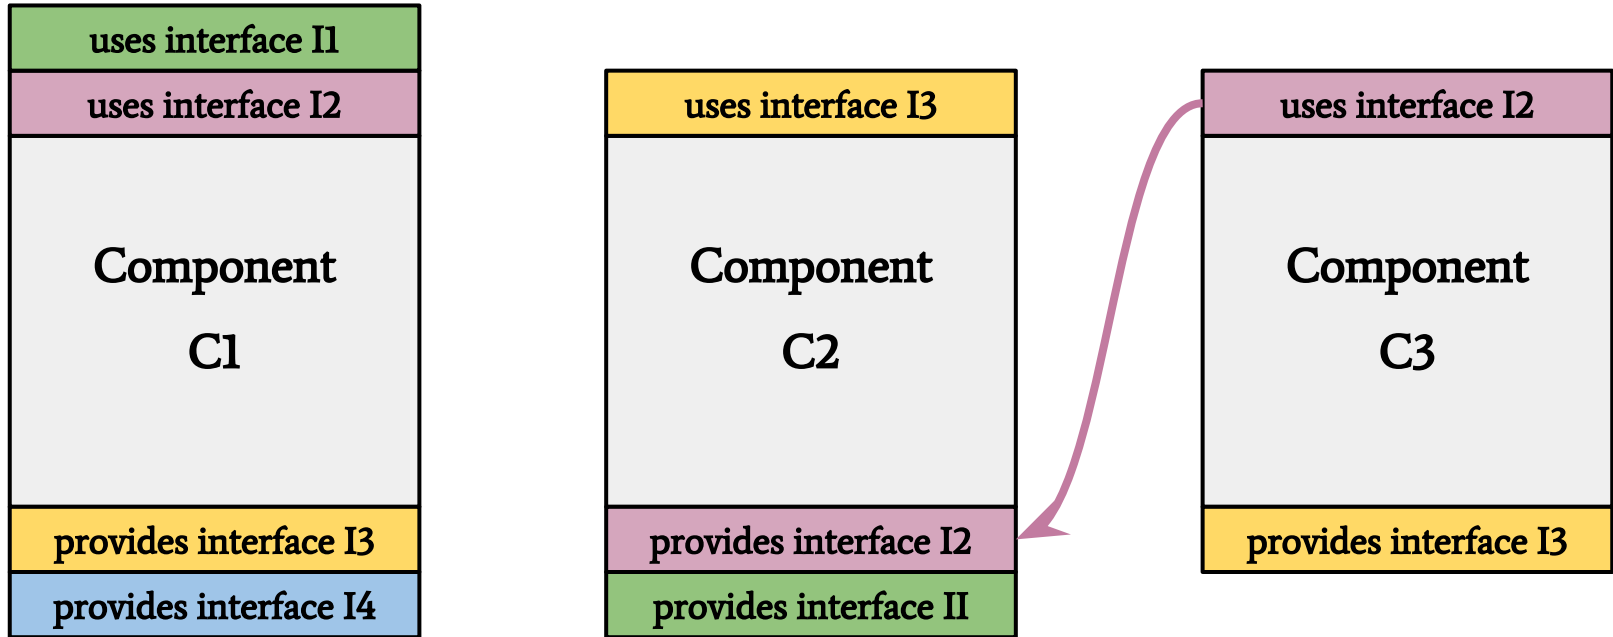 uses interface I1
uses interface I2
Component
C1
provides interface I3
provides interface I4
uses interface I3
Component
C2
provides interface I2
provides interface II
uses interface I2
Component
C3
provides interface I3